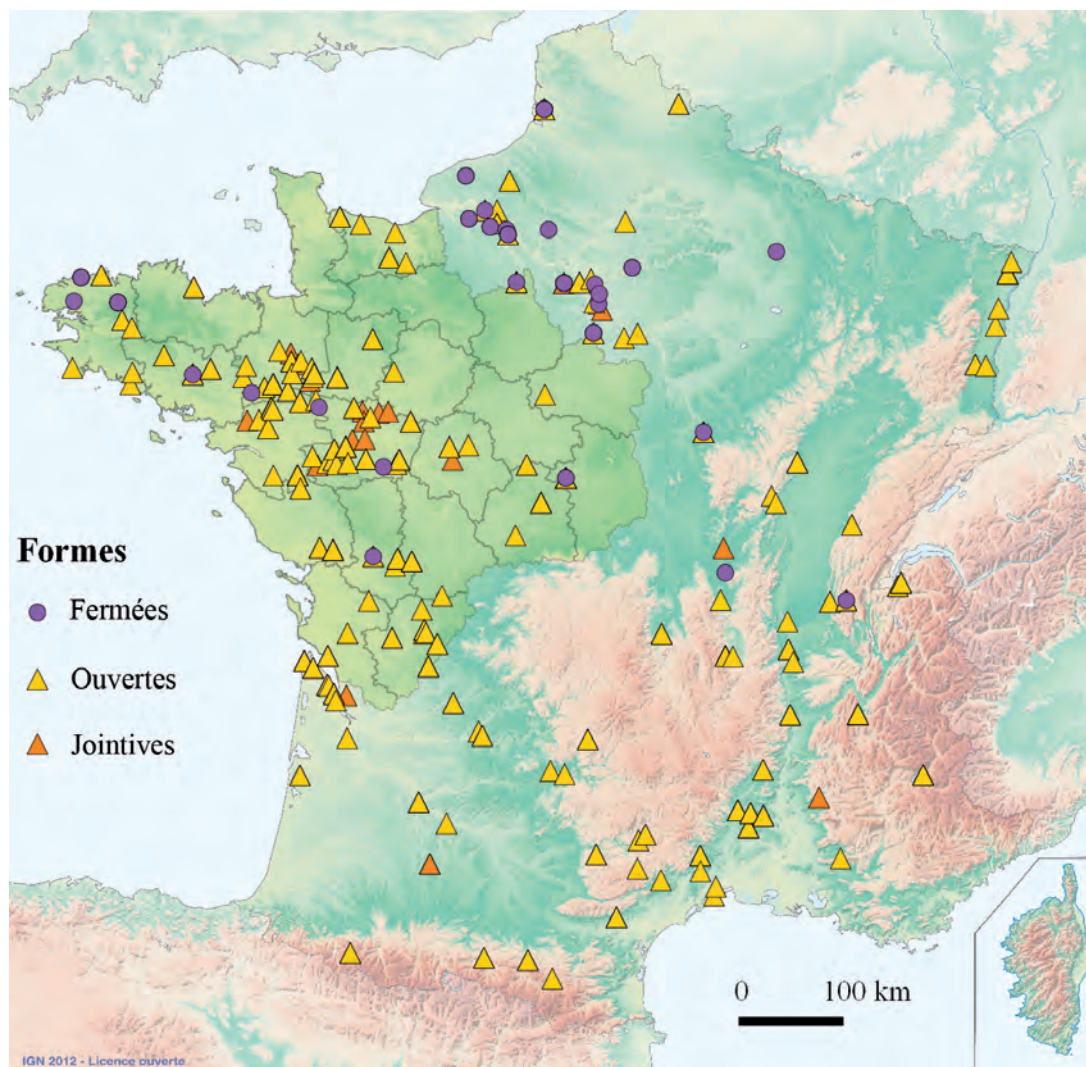 Formes
Fermées
Ouvertes
Jointives
0 100 km
IGN 2012 - Licence ouverte